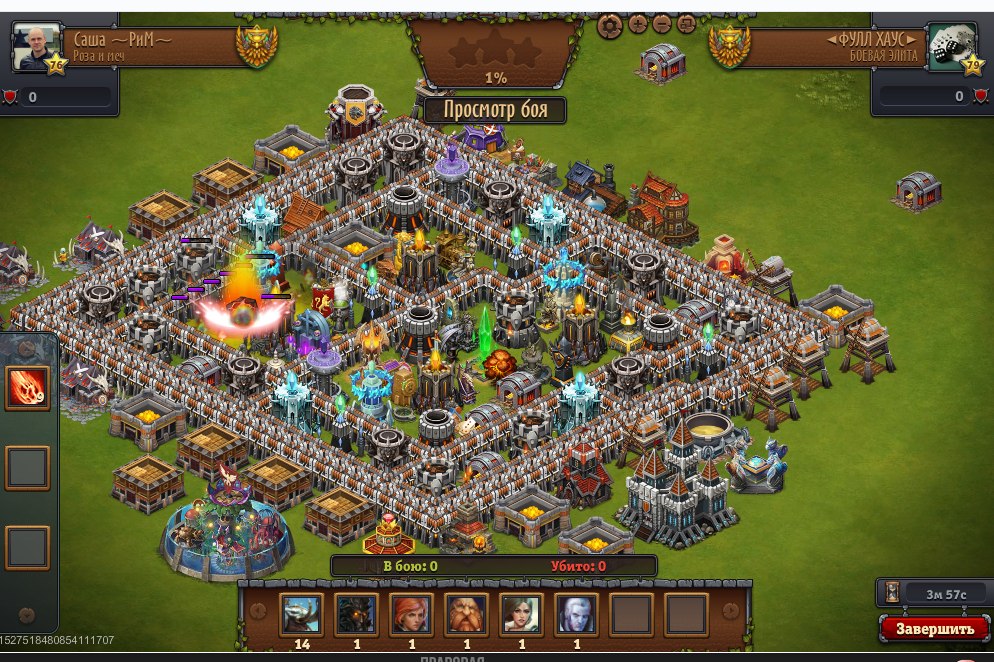 Саша ~РиМ~
Роза и меч
76
0
1%
Просмотр боя
◄ФУЛЛ ХАУС►
БОЕВАЯ ЭЛИТА
79
0
В бою: 0
Убито: 0
14
1
1
1
1
1
3м 57с
Завершить
1527518480854111707